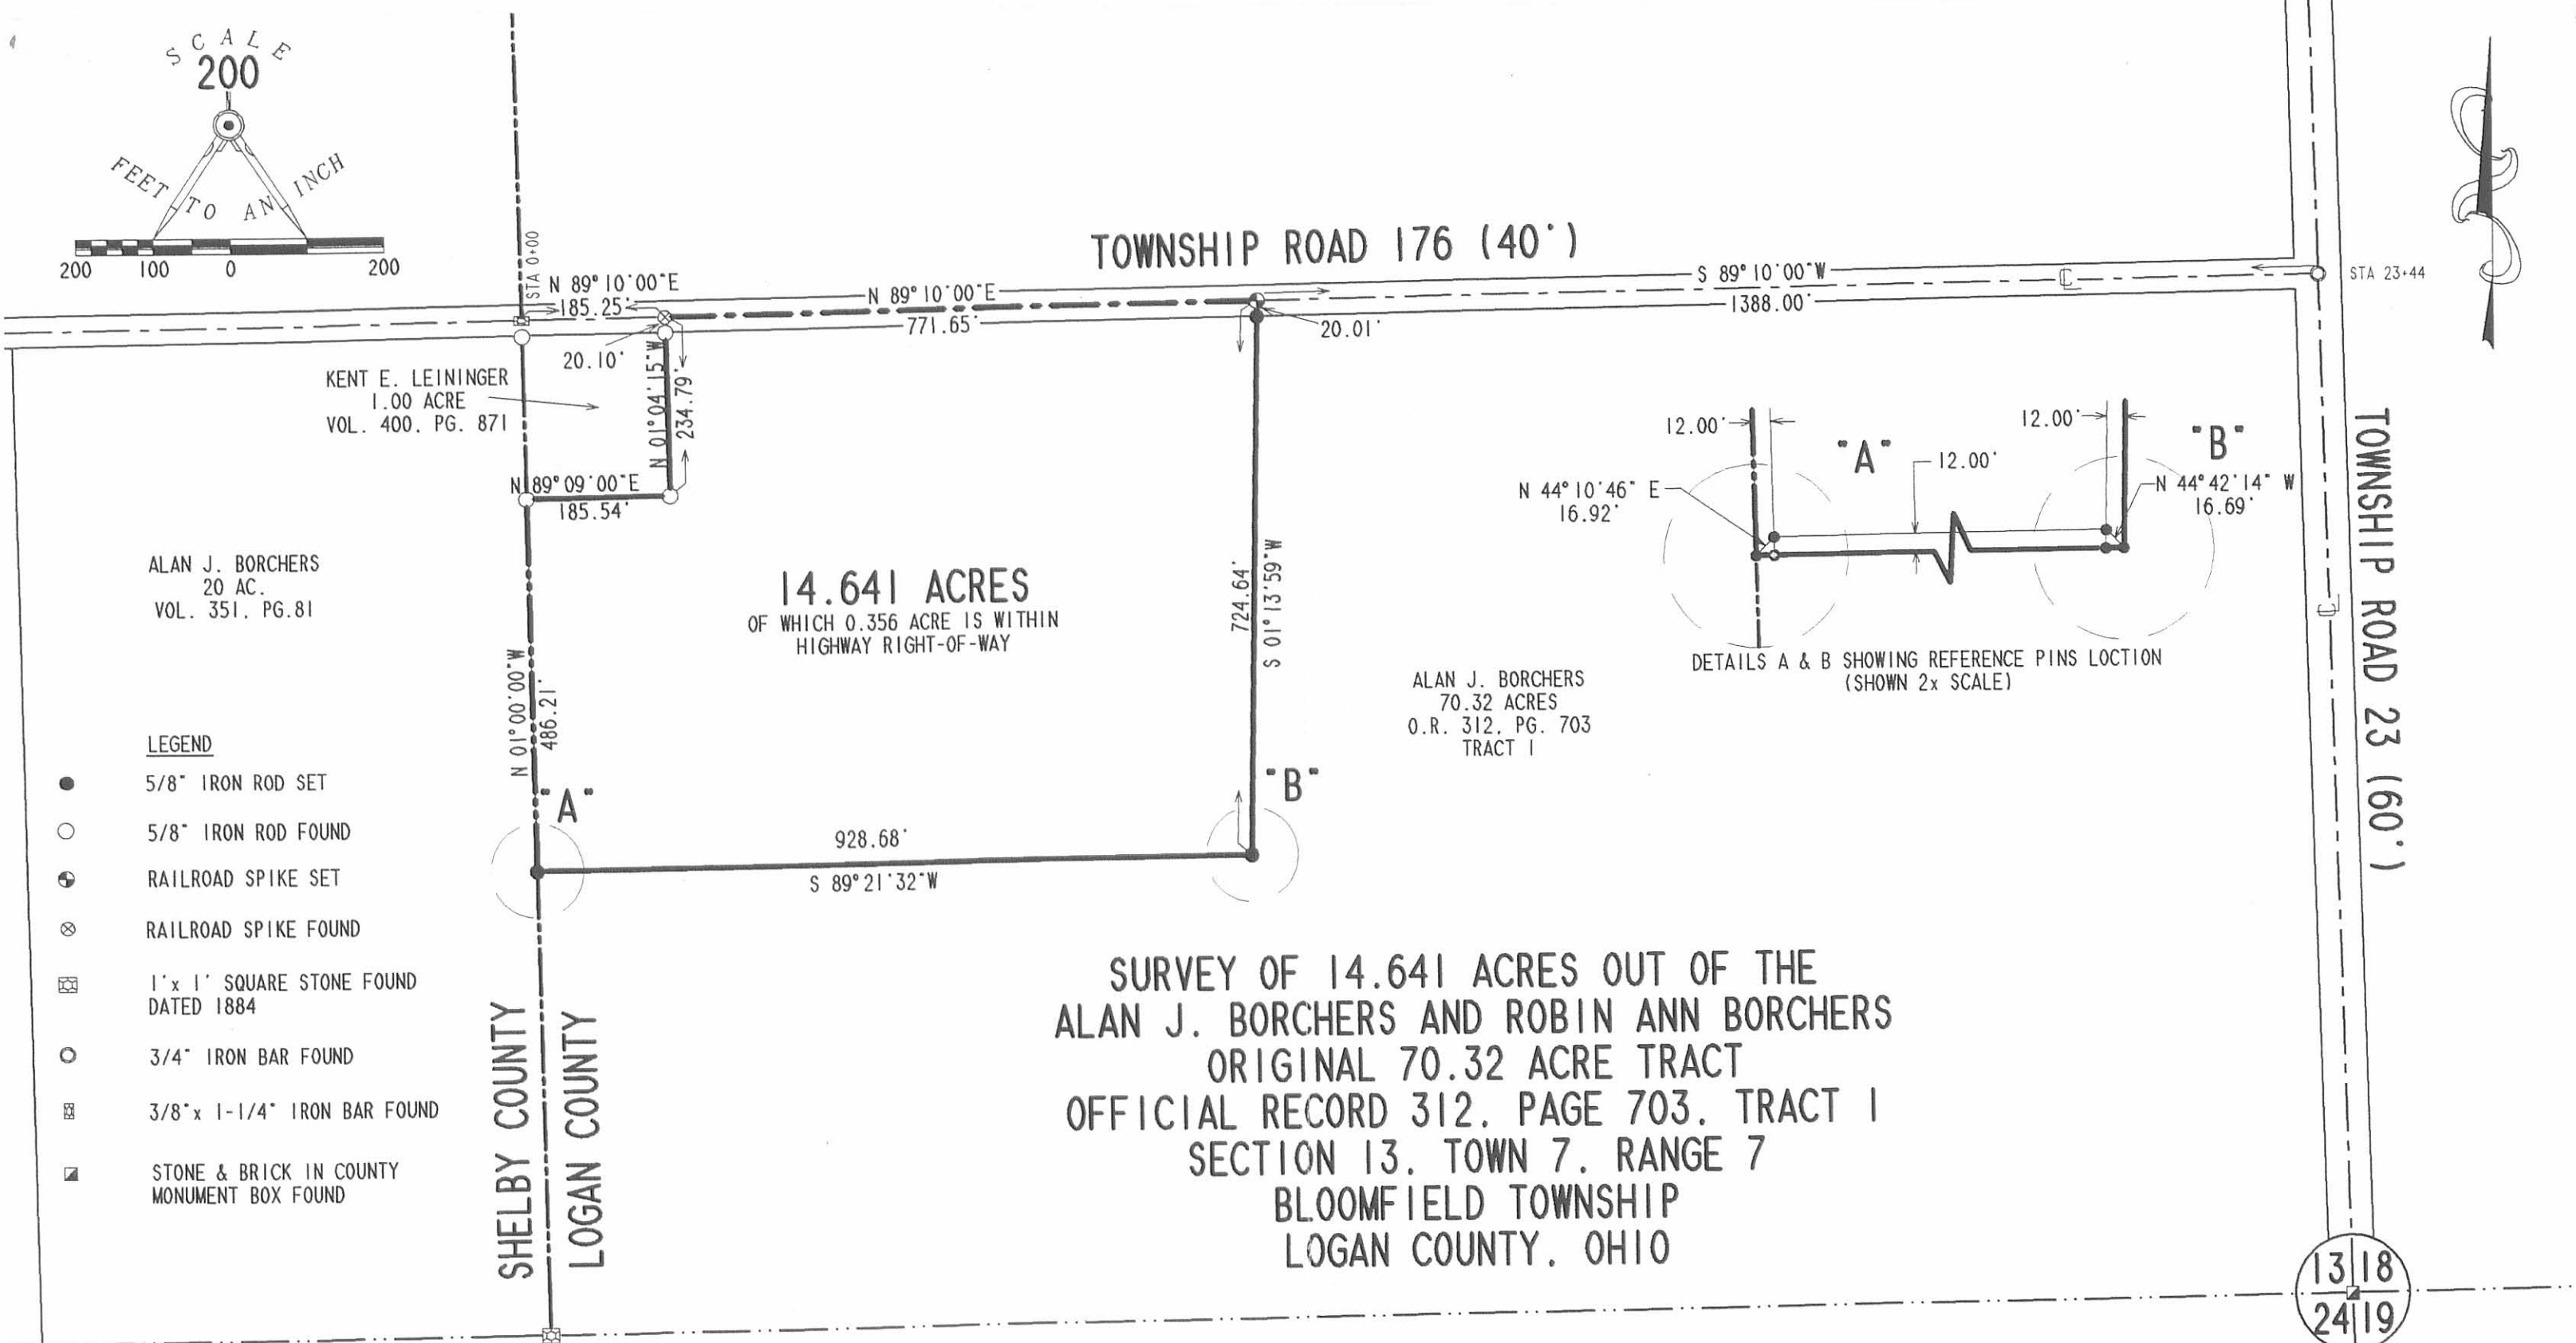 SCALE
200
FEET TO AN INCH
200 100 0 200
STA 0+00
N 89°10'00"E
185.25'
TOWNSHIP ROAD 176 (40')
N 89°10'00"E
771.65'
S 89°10'00"W
1388.00'
STA 23+44
20.10'
20.01'
KENT E. LEININGER
1.00 ACRE
VOL. 400, PG. 871
N 01°04'15"W
234.79'
N 89°09'00"E
185.54'
ALAN J. BORCHERS
20 AC.
VOL. 351, PG.81
14.641 ACRES
OF WHICH 0.356 ACRE IS WITHIN
HIGHWAY RIGHT-OF-WAY
724.64'
S 01°13'59"W
N 01°00'00"W
486.21'
"A"
"B"
928.68'
S 89°21'32"W
ALAN J. BORCHERS
70.32 ACRES
O.R. 312, PG. 703
TRACT 1
12.00'
"A"
12.00'
12.00'
"B"
N 44°10'46" E
16.92'
N 44°42'14" W
16.69'
DETAILS A & B SHOWING REFERENCE PINS LOCTION
(SHOWN 2x SCALE)
TOWNSHIP ROAD 23 (60')
LEGEND
5/8" IRON ROD SET
5/8" IRON ROD FOUND
RAILROAD SPIKE SET
RAILROAD SPIKE FOUND
1'x 1' SQUARE STONE FOUND
DATED 1884
3/4" IRON BAR FOUND
3/8"x 1-1/4" IRON BAR FOUND
STONE & BRICK IN COUNTY
MONUMENT BOX FOUND
SHELBY COUNTY
LOGAN COUNTY
SURVEY OF 14.641 ACRES OUT OF THE
ALAN J. BORCHERS AND ROBIN ANN BORCHERS
ORIGINAL 70.32 ACRE TRACT
OFFICIAL RECORD 312, PAGE 703, TRACT 1
SECTION 13, TOWN 7, RANGE 7
BLOOMFIELD TOWNSHIP
LOGAN COUNTY, OHIO
13 18
24 19